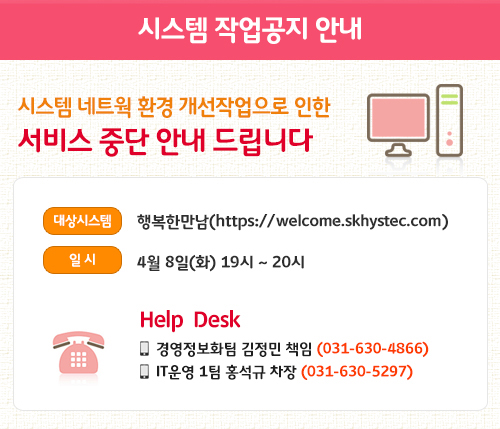 시스템 작업공지 안내
시스템 네트웍 환경 개선작업으로 인한
서비스 중단 안내 드립니다
대상시스템 행복한만남(https://welcome.skhystec.com)
일 시 4월 8일(화) 19시 ~ 20시
Help Desk
경영정보화팀 김정민 책임 (031-630-4866)
IT운영 1팀 홍석규 차장 (031-630-5297)